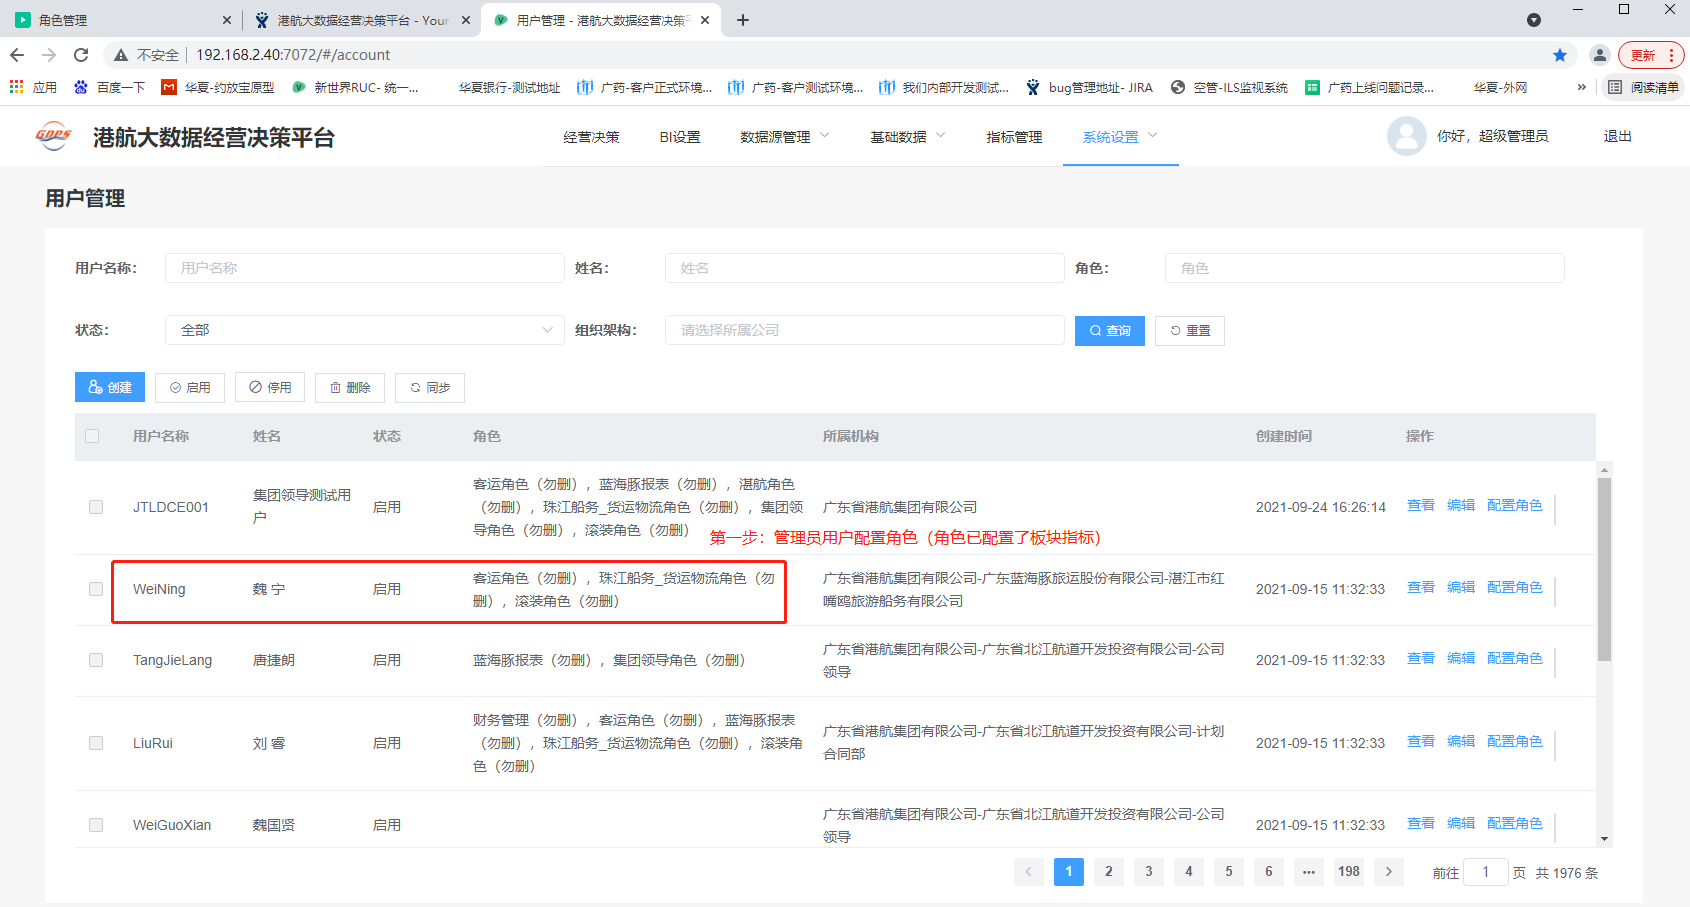 角色管理
港航大数据经营决策平台 - Your
用户管理 - 港航大数据经营决策
不安全
192.168.2.40:7072/#/account
更新
应用
百度一下
华夏-约放宝原型
新世界RUC- 统一...
华夏银行-测试地址
广药-客户正式环境...
广药-客户测试环境...
我们内部开发测试...
bug管理地址- JIRA
空管-ILS监视系统
广药上线问题记录...
华夏-外网
»
阅读清单
GDPS
港航大数据经营决策平台
经营决策
BI设置
数据源管理
基础数据
指标管理
系统设置
你好，超级管理员
退出
用户管理
用户名称：
用户名称
姓名：
姓名
角色：
角色
状态：
全部
组织架构：
请选择所属公司
查询
重置
创建
启用
停用
删除
同步
用户名称 姓名 状态 角色 所属机构 创建时间 操作
JTLDCE001
集团领导测试用
户
启用
客运角色（勿删），蓝海豚报表（勿删），湛航角色
（勿删），珠江船务_货运物流角色（勿删），集团领
导角色（勿删），滚装角色（勿删）
广东省港航集团有限公司
2021-09-24 16:26:14
查看 编辑 配置角色
第一步：管理员用户配置角色（角色已配置了板块指标）
WeiNing
魏 宁
启用
客运角色（勿删），珠江船务_货运物流角色（勿
删），滚装角色（勿删）
广东省港航集团有限公司-广东蓝海豚旅运股份有限公司-湛江市红
嘴鸥旅游船务有限公司
2021-09-15 11:32:33
查看 编辑 配置角色
TangJieLang
唐捷朗
启用
蓝海豚报表（勿删），集团领导角色（勿删）
广东省港航集团有限公司-广东省北江航道开发投资有限公司-公司
领导
2021-09-15 11:32:33
查看 编辑 配置角色
LiuRui
刘 睿
启用
财务管理（勿删），客运角色（勿删），蓝海豚报表
（勿删），珠江船务_货运物流角色（勿删），滚装角
色（勿删）
广东省港航集团有限公司-广东省北江航道开发投资有限公司-计划
合同部
2021-09-15 11:32:33
查看 编辑 配置角色
WeiGuoXian
魏国贤
启用
广东省港航集团有限公司-广东省北江航道开发投资有限公司-公司
领导
2021-09-15 11:32:33
查看 编辑 配置角色
1 2 3 4 5 6 ••• 198
前往 1 页 共 1976 条